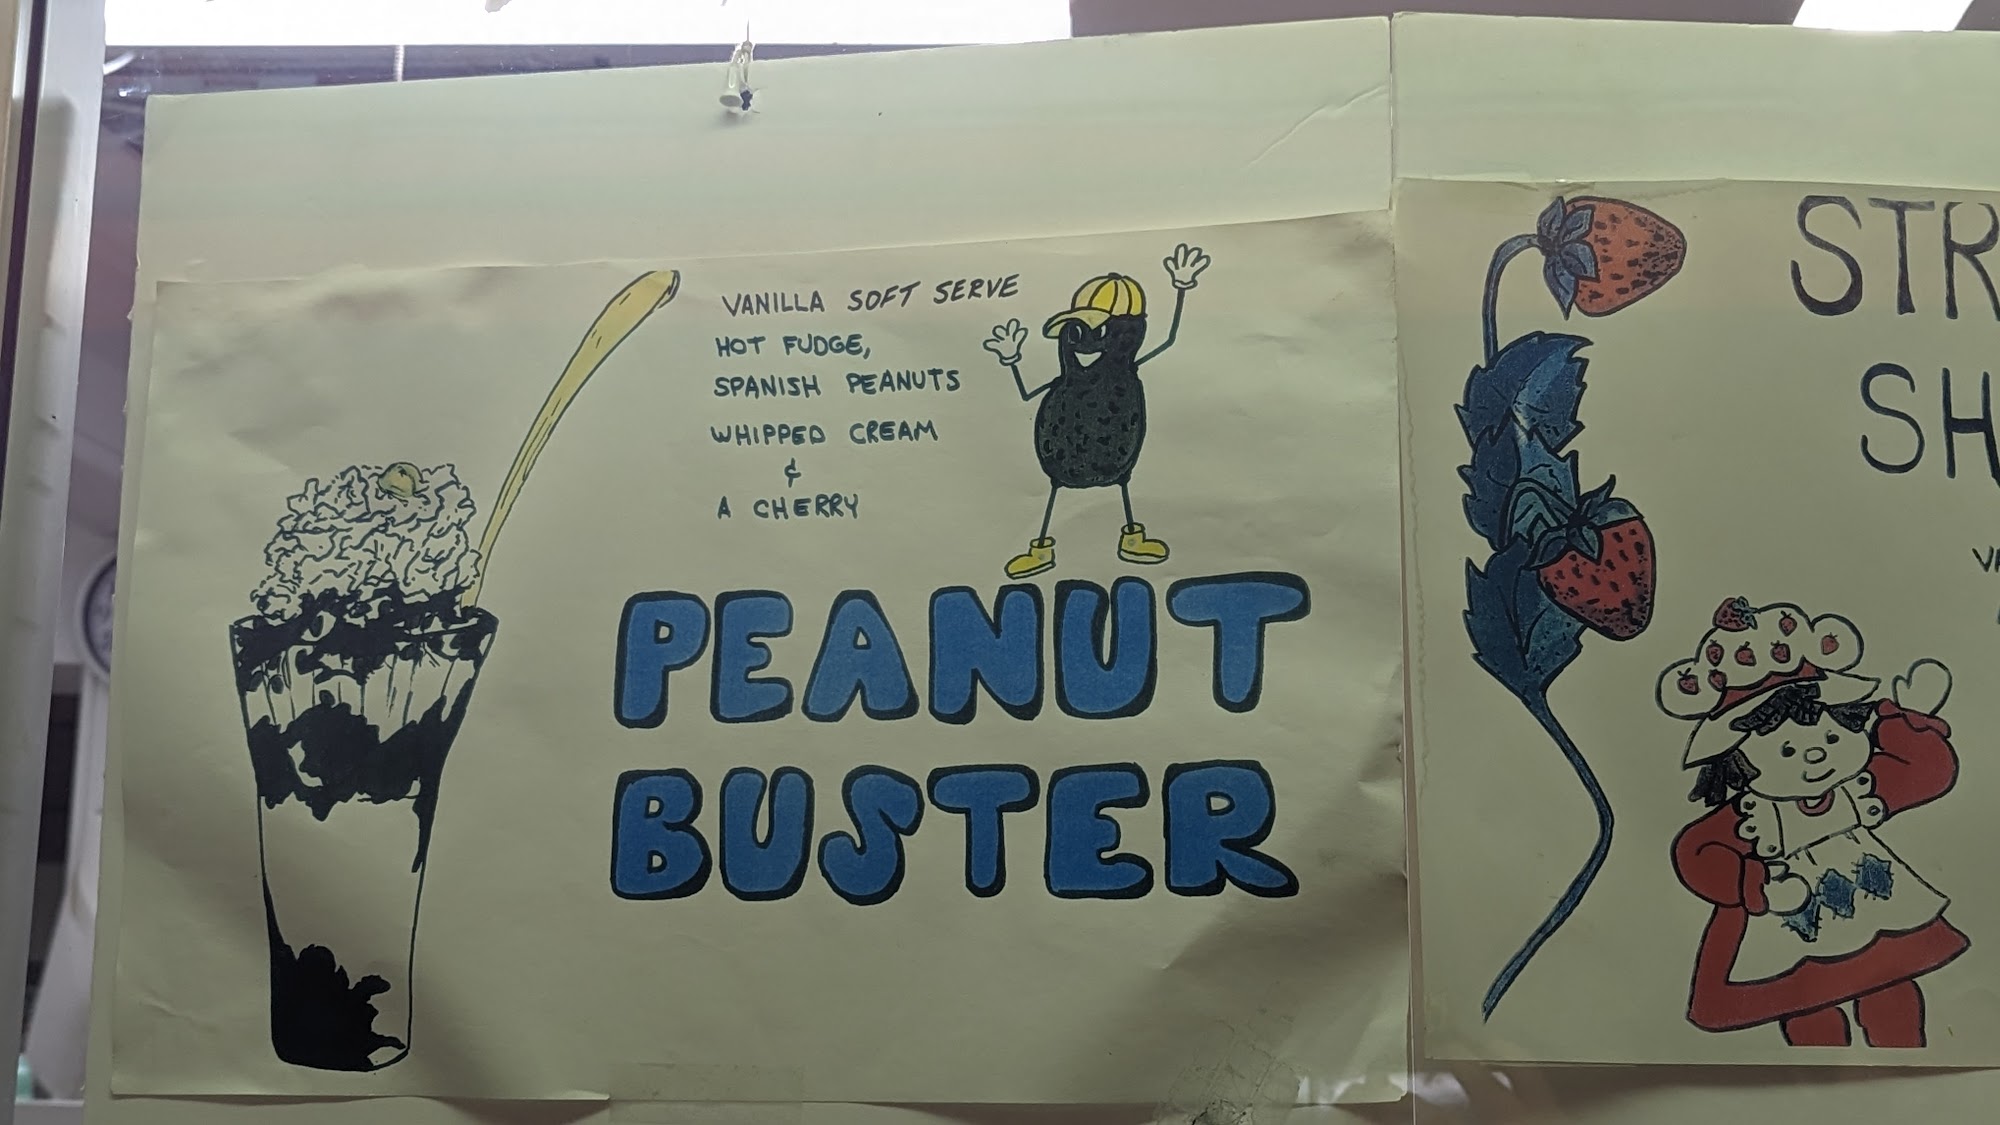 VANILLA SOFT SERVE
HOT FUDGE,
SPANISH PEANUTS
WHIPPED CREAM
&
A CHERRY
PEANUT
BUSTER
STR
SH